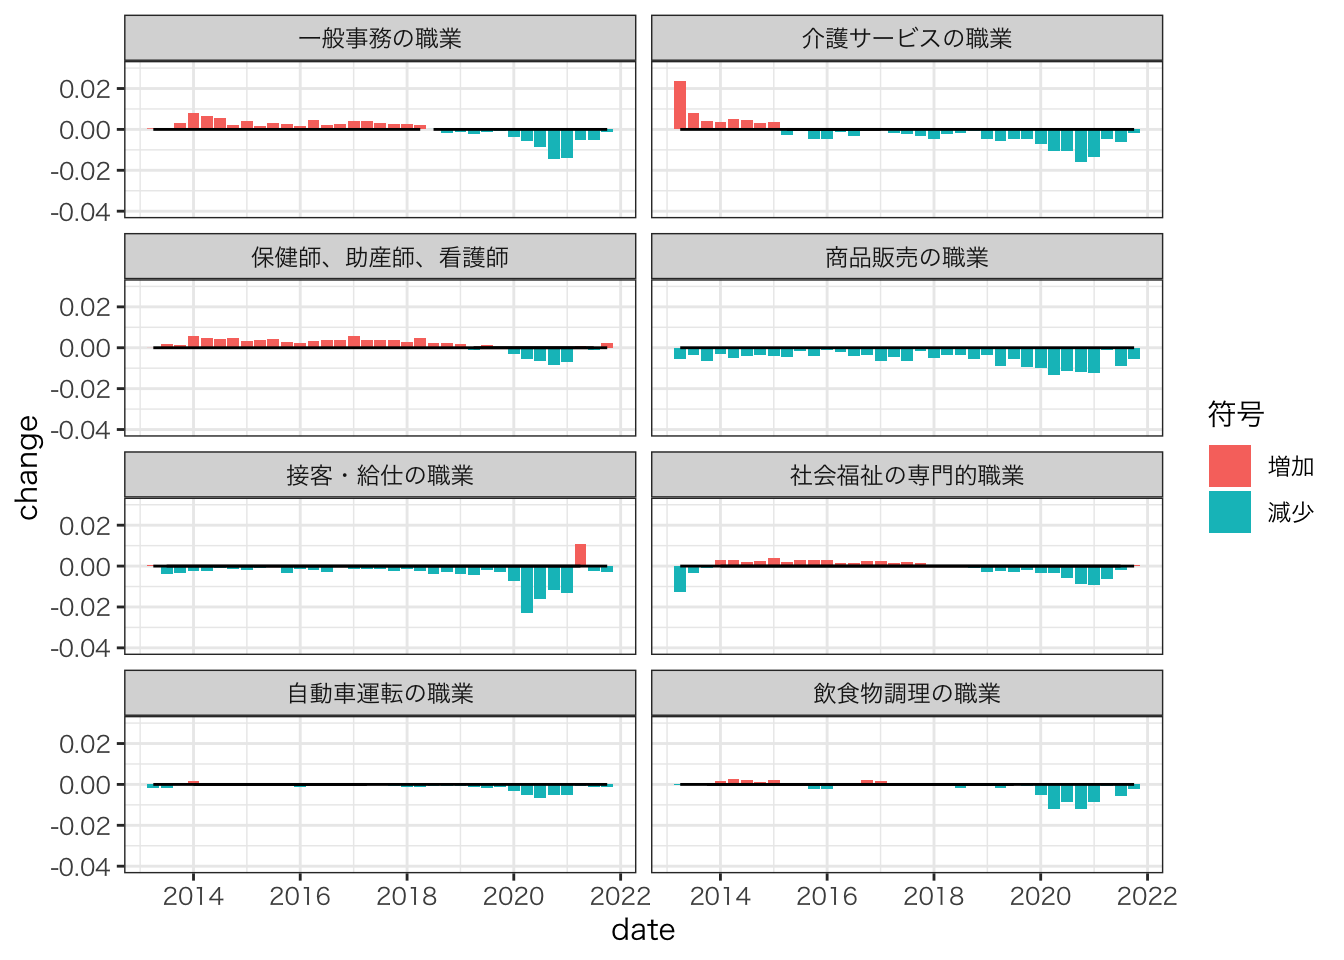 一般事務の職業
介護サービスの職業
0.02
0.00
-0.02
-0.04
保健師、助産師、看護師
商品販売の職業
0.02
0.00
-0.02
-0.04
接客・給仕の職業
社会福祉の専門的職業
0.02
0.00
-0.02
-0.04
自動車運転の職業
飲食物調理の職業
0.02
0.00
-0.02
-0.04
2014 2016 2018 2020 2022
2014 2016 2018 2020 2022
date
change
符号
増加
減少